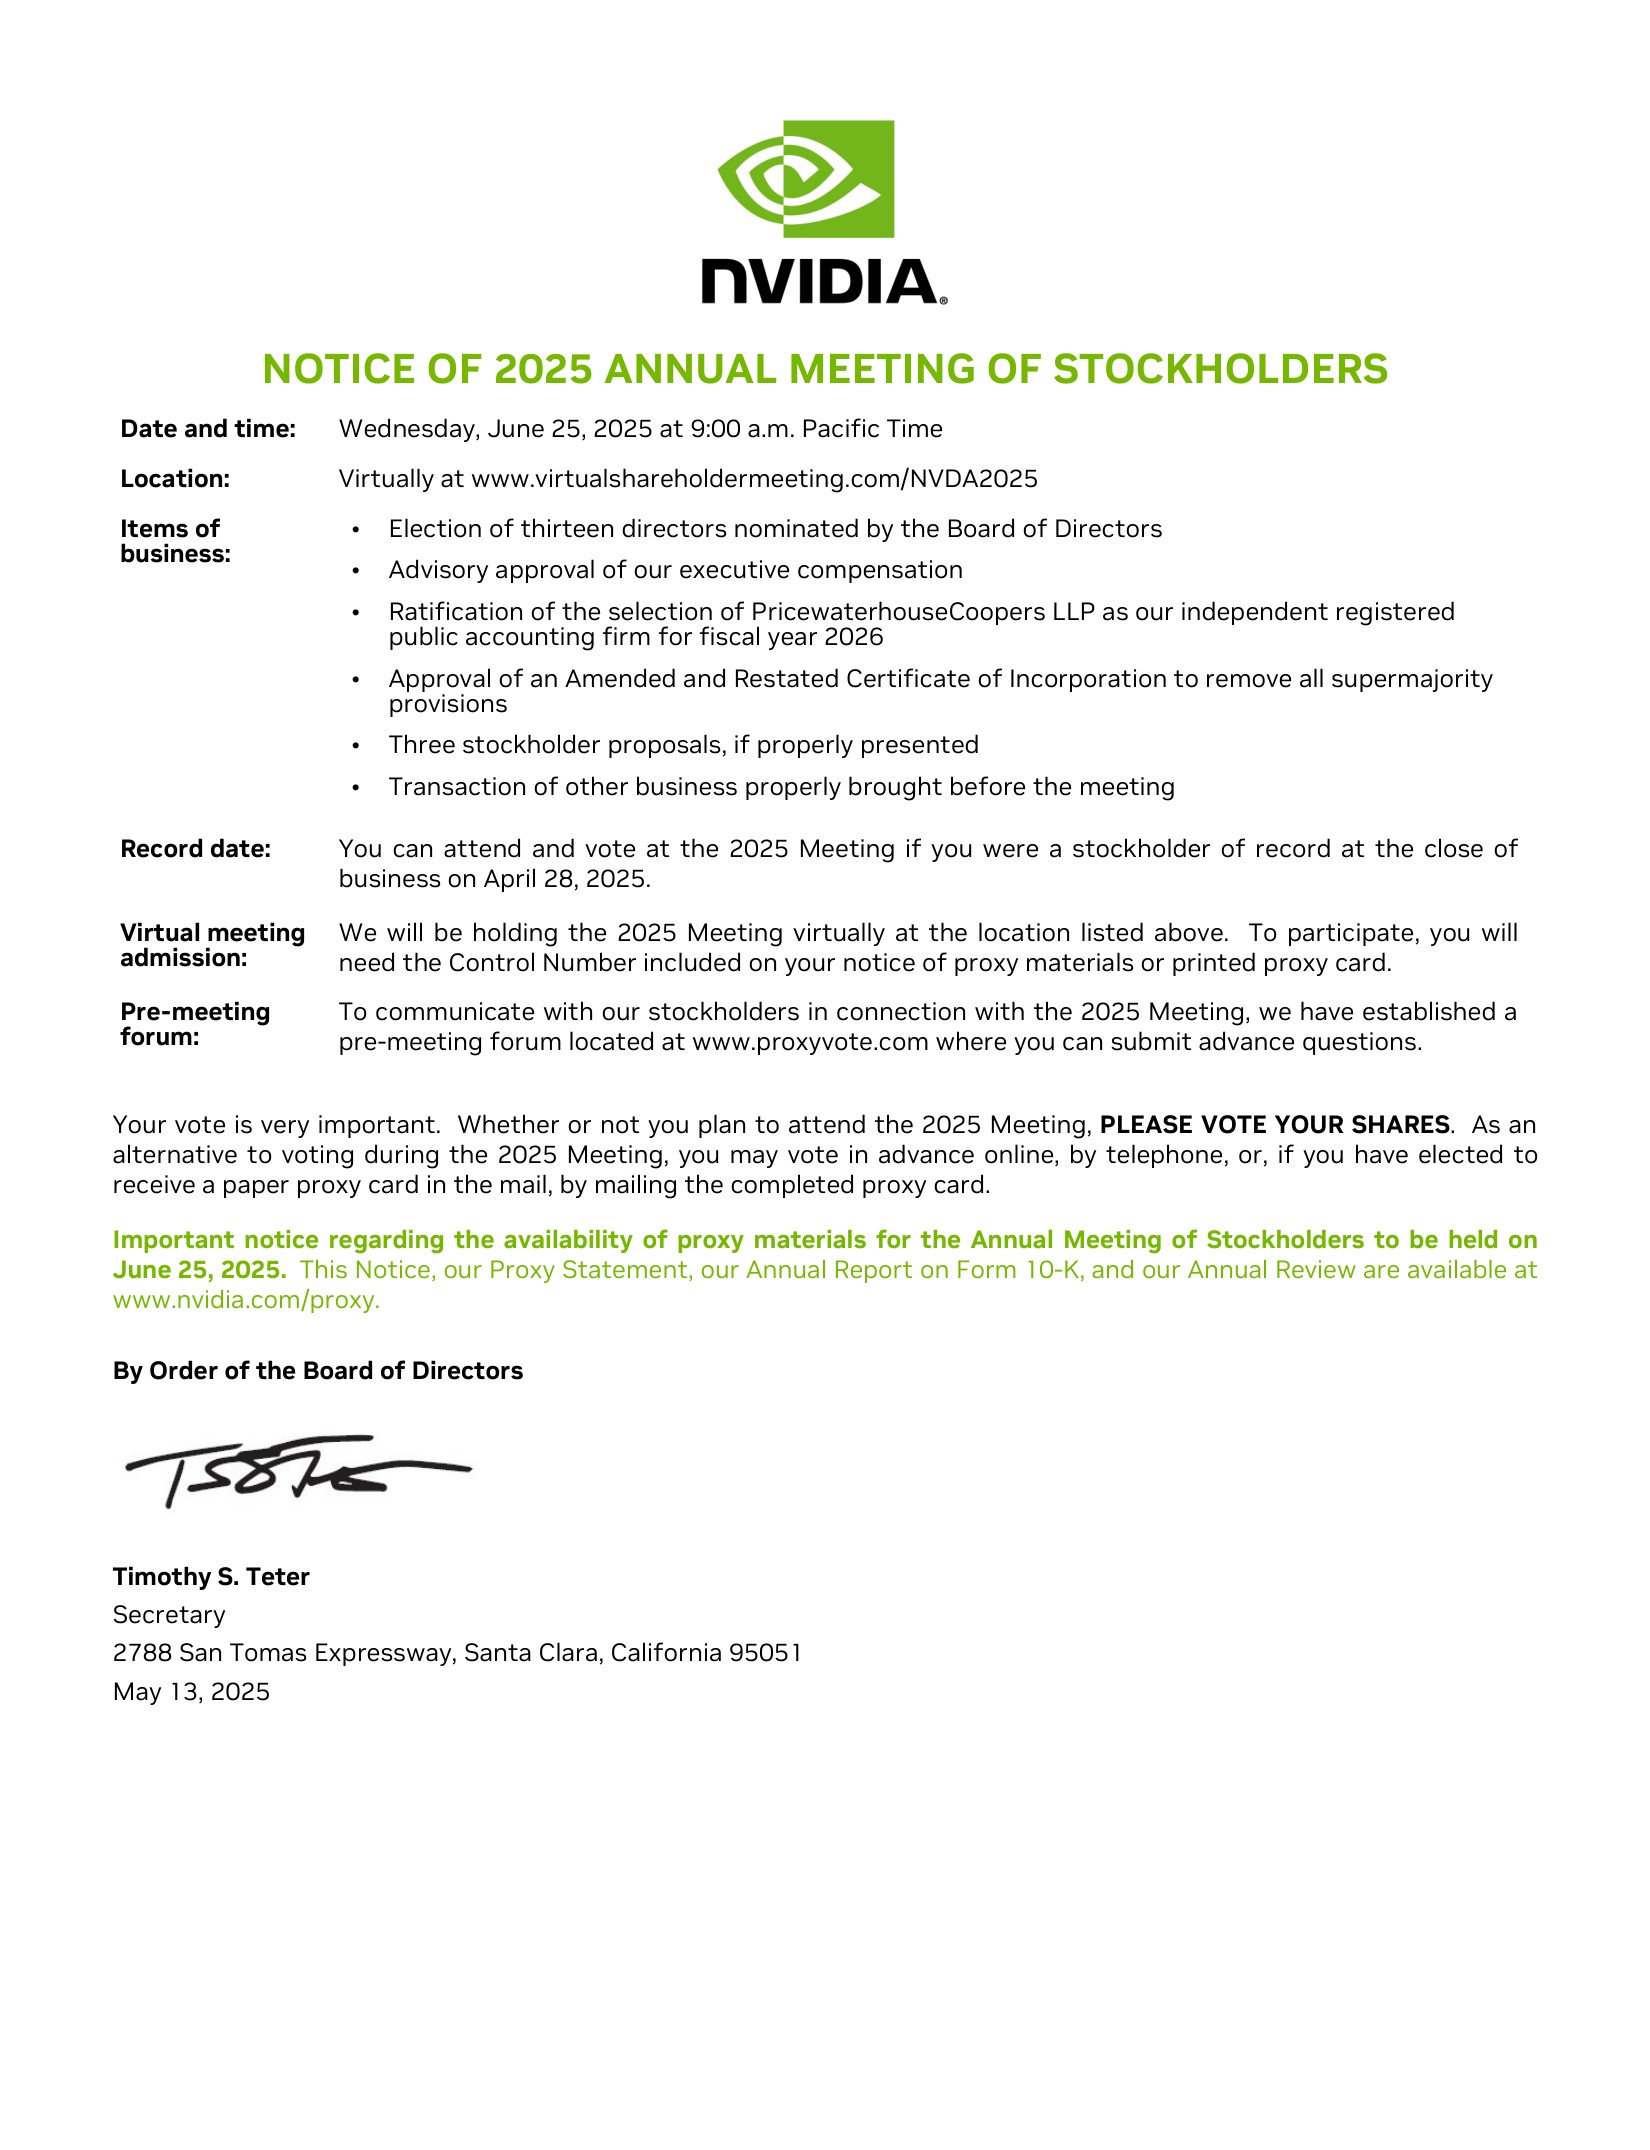 NVIDIA®
NOTICE OF 2025 ANNUAL MEETING OF STOCKHOLDERS
Date and time: Wednesday, June 25, 2025 at 9:00 a.m. Pacific Time
Location: Virtually at www.virtualshareholdermeeting.com/NVDA2025
Items of
business:
• Election of thirteen directors nominated by the Board of Directors
• Advisory approval of our executive compensation
• Ratification of the selection of PricewaterhouseCoopers LLP as our independent registered
public accounting firm for fiscal year 2026
• Approval of an Amended and Restated Certificate of Incorporation to remove all supermajority
provisions
• Three stockholder proposals, if properly presented
• Transaction of other business properly brought before the meeting
Record date: You can attend and vote at the 2025 Meeting if you were a stockholder of record at the close of
business on April 28, 2025.
Virtual meeting
admission:
We will be holding the 2025 Meeting virtually at the location listed above. To participate, you will
need the Control Number included on your notice of proxy materials or printed proxy card.
Pre-meeting
forum:
To communicate with our stockholders in connection with the 2025 Meeting, we have established a
pre-meeting forum located at www.proxyvote.com where you can submit advance questions.
Your vote is very important. Whether or not you plan to attend the 2025 Meeting, PLEASE VOTE YOUR SHARES. As an
alternative to voting during the 2025 Meeting, you may vote in advance online, by telephone, or, if you have elected to
receive a paper proxy card in the mail, by mailing the completed proxy card.
Important notice regarding the availability of proxy materials for the Annual Meeting of Stockholders to be held on
June 25, 2025. This Notice, our Proxy Statement, our Annual Report on Form 10-K, and our Annual Review are available at
www.nvidia.com/proxy.
By Order of the Board of Directors
Timothy S. Teter
Secretary
2788 San Tomas Expressway, Santa Clara, California 95051
May 13, 2025